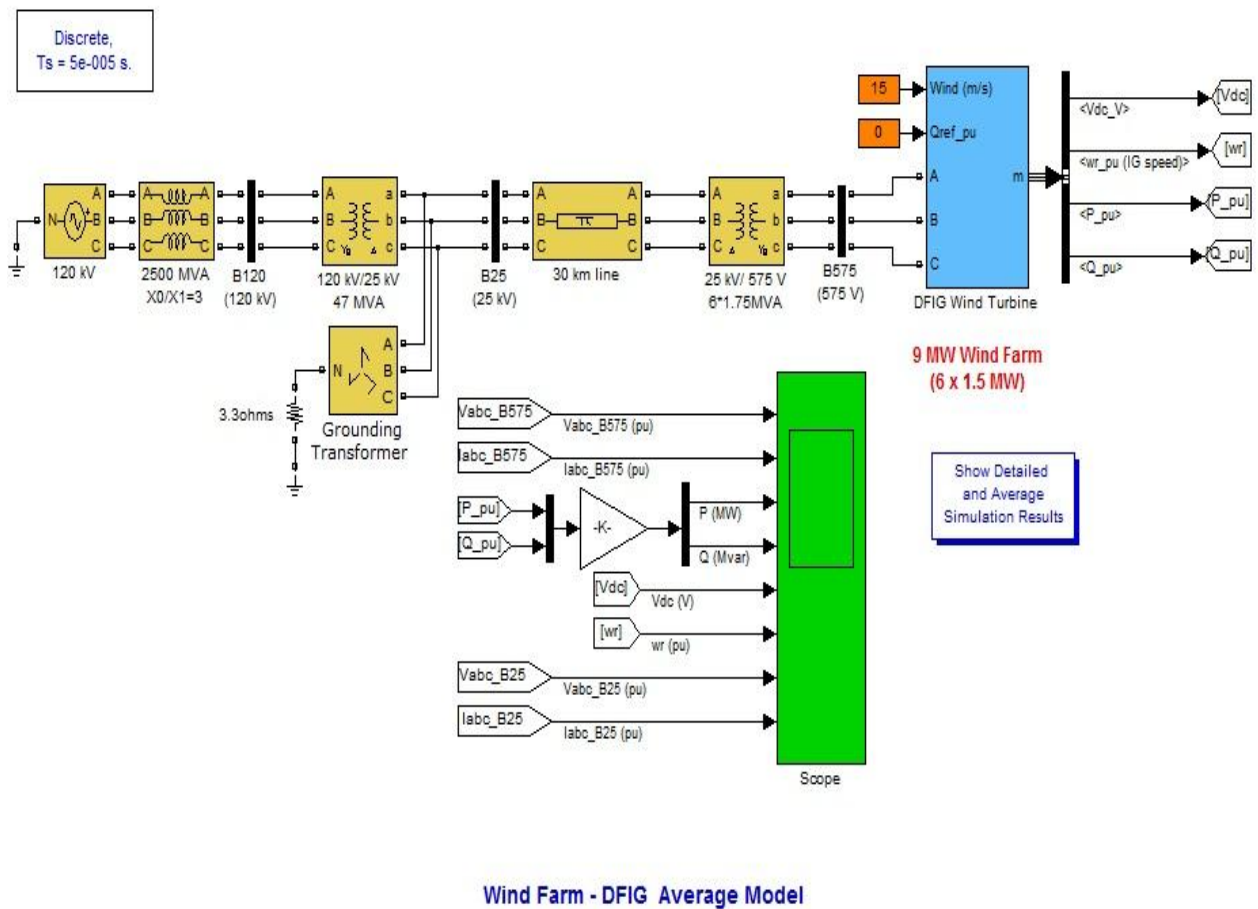 Discrete,
Ts = 5e-005 s.
15
Wind (m/s)
0
Qref_pu
A
B
C
m
DFIG Wind Turbine
<Vdc_V>
[Vdc]
<wr_pu (IG speed)>
[wr]
<P_pu>
[P_pu]
<Q_pu>
[Q_pu]
N
A
B
C
120 kV
A A
B B
C C
2500 MVA
X0/X1=3
B120
(120 kV)
A a
B b
C c
Yg Δ
120 kV/25 kV
47 MVA
B25
(25 kV)
A A
B B
C C
30 km line
A a
B b
C c
Yg Δ
25 kV/ 575 V
6*1.75MVA
B575
(575 V)
N
A
B
C
3.3ohms
Grounding
Transformer
9 MW Wind Farm
(6 x 1.5 MW)
Vabc_B575
Vabc_B575 (pu)
Iabc_B575
Iabc_B575 (pu)
[P_pu]
[Q_pu]
-K-
P (MW)
Q (Mvar)
[Vdc]
Vdc (V)
[wr]
wr (pu)
Vabc_B25
Vabc_B25 (pu)
Iabc_B25
Iabc_B25 (pu)
Scope
Show Detailed
and Average
Simulation Results
Wind Farm - DFIG Average Model